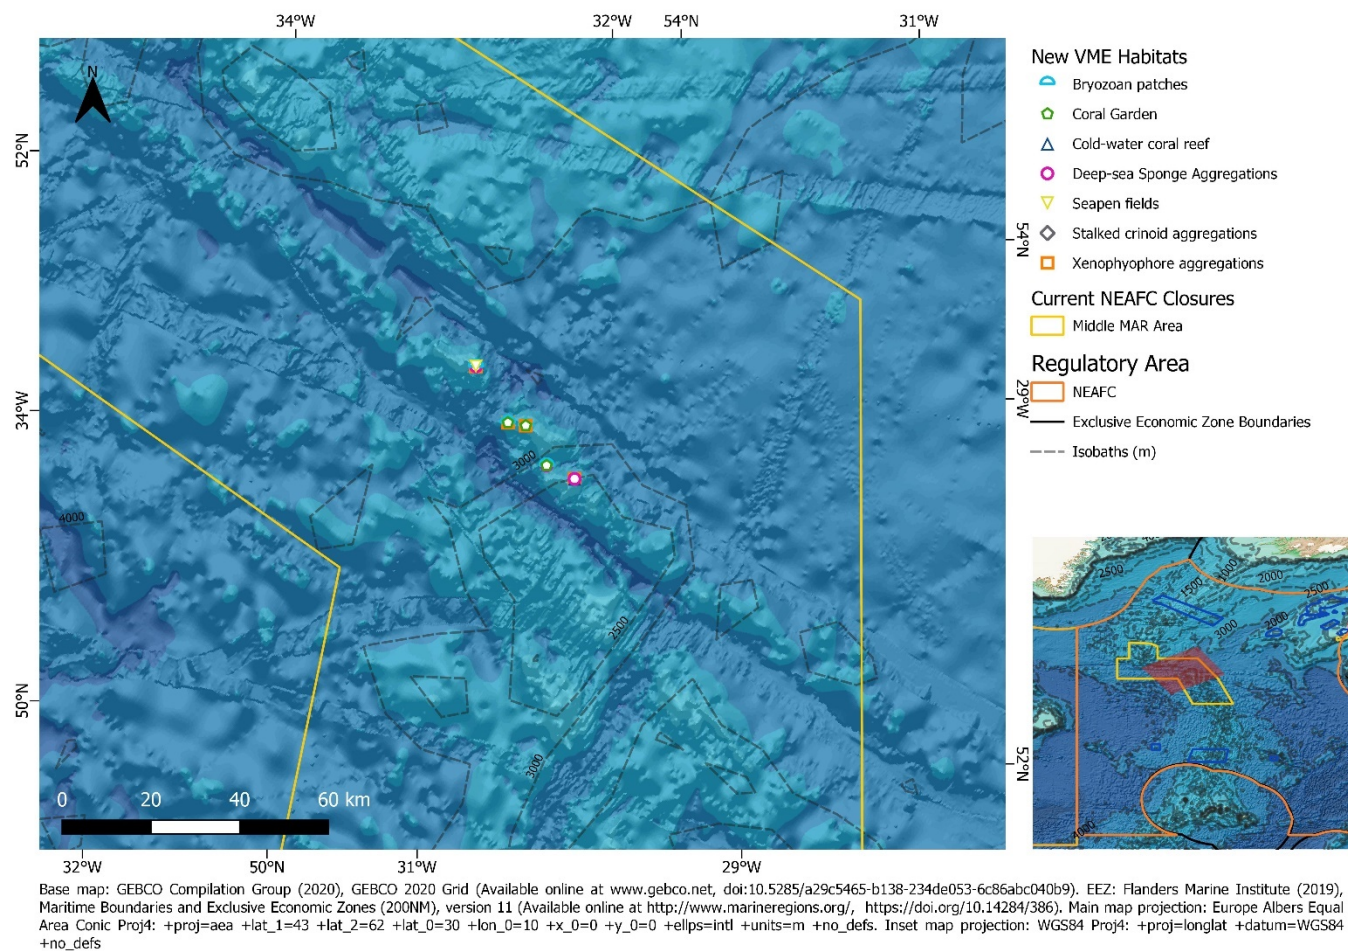 34°W
32°W
54°N
31°W
N
52°N
34°W
50°N
54°N
29°W
52°N
3000
4000
2500
3000
0
20
40
60 km
32°W
50°N
31°W
29°W
New VME Habitats
Bryozoan patches
Coral Garden
Cold-water coral reef
Deep-sea Sponge Aggregations
Seapen fields
Stalked crinoid aggregations
Xenophyophore aggregations
Current NEAFC Closures
Middle MAR Area
Regulatory Area
NEAFC
Exclusive Economic Zone Boundaries
Isobaths (m)
2500
1500
1000
2000
2500
3000
2000
Base map: GEBCO Compilation Group (2020), GEBCO 2020 Grid (Available online at www.gebco.net, doi:10.5285/a29c5465-b138-234de053-6c86abc040b9). EEZ: Flanders Marine Institute (2019),
Maritime Boundaries and Exclusive Economic Zones (200NM), version 11 (Available online at http://www.marineregions.org/, https://doi.org/10.14284/386). Main map projection: Europe Albers Equal
Area Conic Proj4: +proj=aea +lat_1=43 +lat_2=62 +lat_0=30 +lon_0=10 +x_0=0 +y_0=0 +ellps=intl +units=m +no_defs. Inset map projection: WGS84 Proj4: +proj=longlat +datum=WGS84
+no_defs